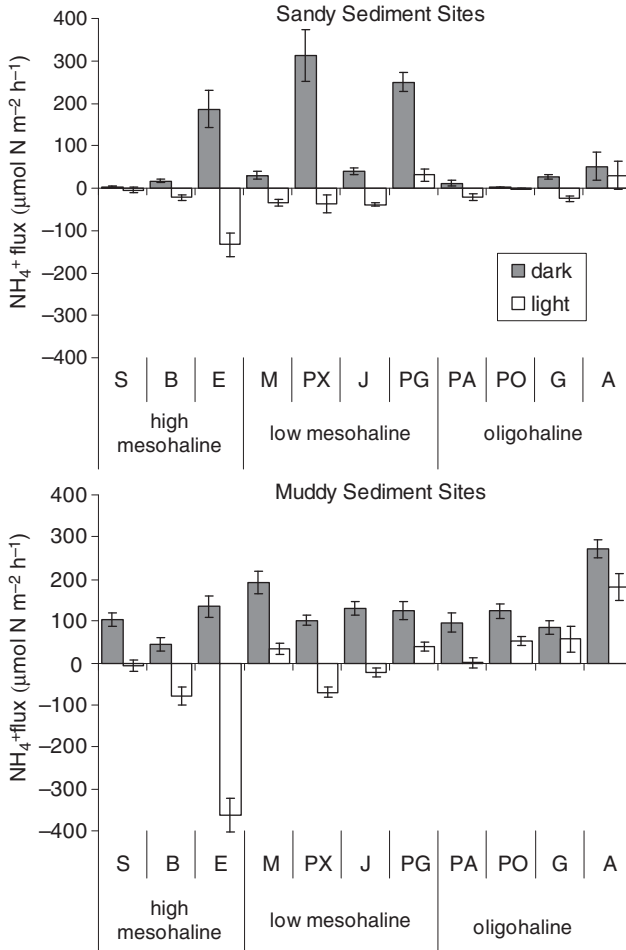 Sandy Sediment Sites
NH₄⁺ flux (μmol N m⁻² h⁻¹)
400
300
200
100
0
−100
−200
−300
−400
dark
light
S B E M PX J PG PA PO G A
high mesohaline
low mesohaline
oligohaline
Muddy Sediment Sites
NH₄⁺flux (μmol N m⁻² h⁻¹)
400
300
200
100
0
−100
−200
−300
−400
S B E M PX J PG PA PO G A
high mesohaline
low mesohaline
oligohaline